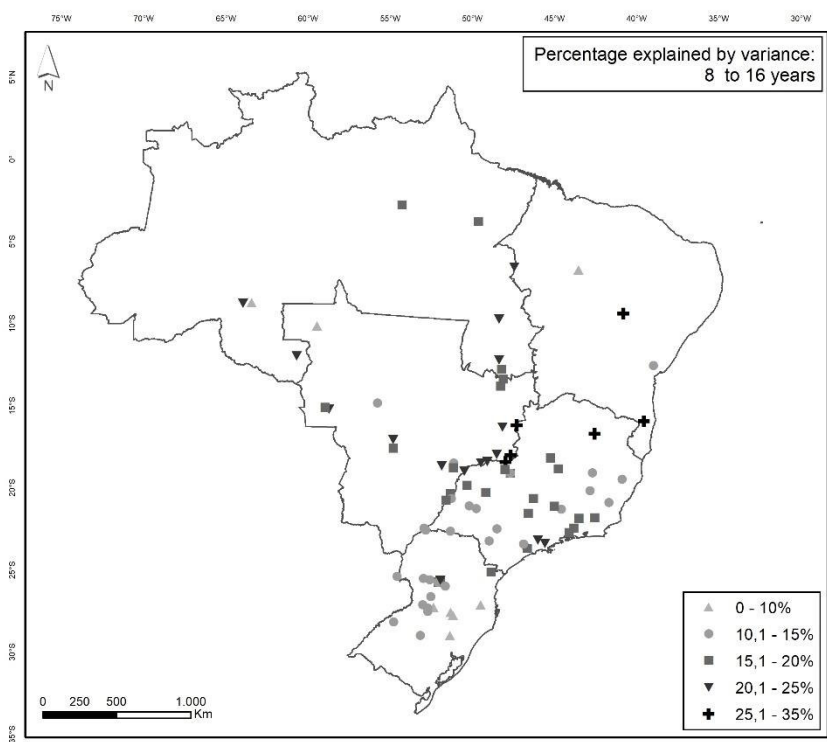 75°W 70°W 65°W 60°W 55°W 50°W 45°W 40°W 35°W 30°W
Percentage explained by variance:
8 to 16 years
N
5°N
0°
5°S
10°S
15°S
20°S
25°S
30°S
35°S
0 - 10%
10,1 - 15%
15,1 - 20%
20,1 - 25%
25,1 - 35%
0 250 500 1.000
Km